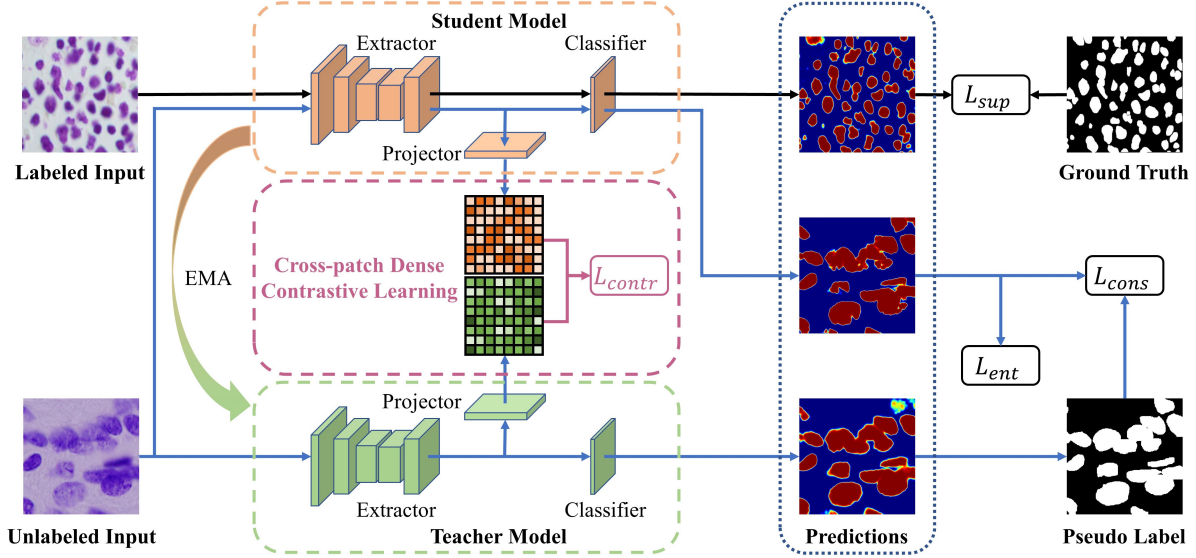 Student Model
Extractor
Classifier
Labeled Input
Projector
L_sup
Ground Truth
EMA
Cross-patch Dense
Contrastive Learning
L_contr
L_cons
L_ent
Projector
Extractor
Classifier
Unlabeled Input
Teacher Model
Predictions
Pseudo Label